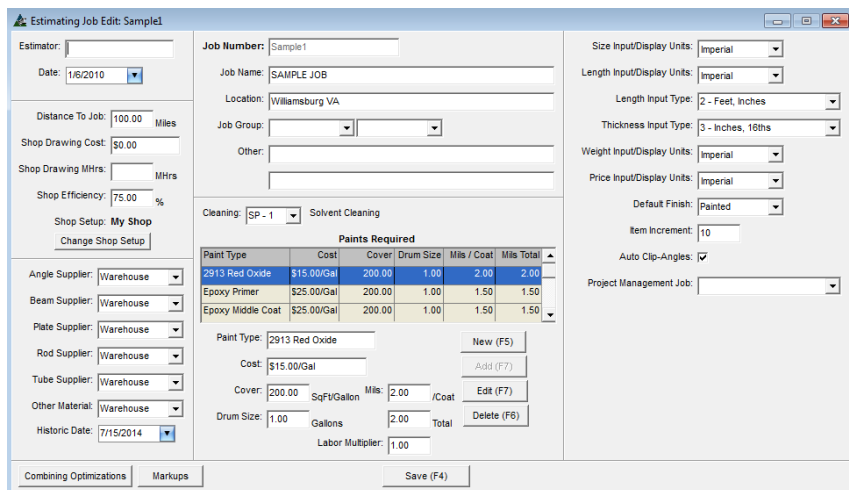 Estimating Job Edit: Sample1
Estimator:
Date: 1/6/2010
Distance To Job: 100.00 Miles
Shop Drawing Cost: $0.00
Shop Drawing MHrs: MHrs
Shop Efficiency: 75.00 %
Shop Setup: My Shop
Change Shop Setup
Angle Supplier: Warehouse
Beam Supplier: Warehouse
Plate Supplier: Warehouse
Rod Supplier: Warehouse
Tube Supplier: Warehouse
Other Material: Warehouse
Historic Date: 7/15/2014
Job Number: Sample1
Job Name: SAMPLE JOB
Location: Williamsburg VA
Job Group:
Other:
Cleaning: SP - 1 Solvent Cleaning
Paints Required
Paint Type Cost Cover Drum Size Mils / Coat Mils Total
2913 Red Oxide $15.00/Gal 200.00 1.00 2.00 2.00
Epoxy Primer $25.00/Gal 200.00 1.00 1.50 1.50
Epoxy Middle Coat $25.00/Gal 200.00 1.00 1.50 1.50
Paint Type: 2913 Red Oxide New (F5)
Cost: $15.00/Gal Add (F7)
Cover: 200.00 SqFt/Gallon Mils: 2.00 /Coat Edit (F7)
Drum Size: 1.00 Gallons 2.00 Total Delete (F6)
Labor Multiplier: 1.00
Size Input/Display Units: Imperial
Length Input/Display Units: Imperial
Length Input Type: 2 - Feet, Inches
Thickness Input Type: 3 - Inches, 16ths
Weight Input/Display Units: Imperial
Price Input/Display Units: Imperial
Default Finish: Painted
Item Increment: 10
Auto Clip-Angles:
Project Management Job:
Combining Optimizations Markups Save (F4)